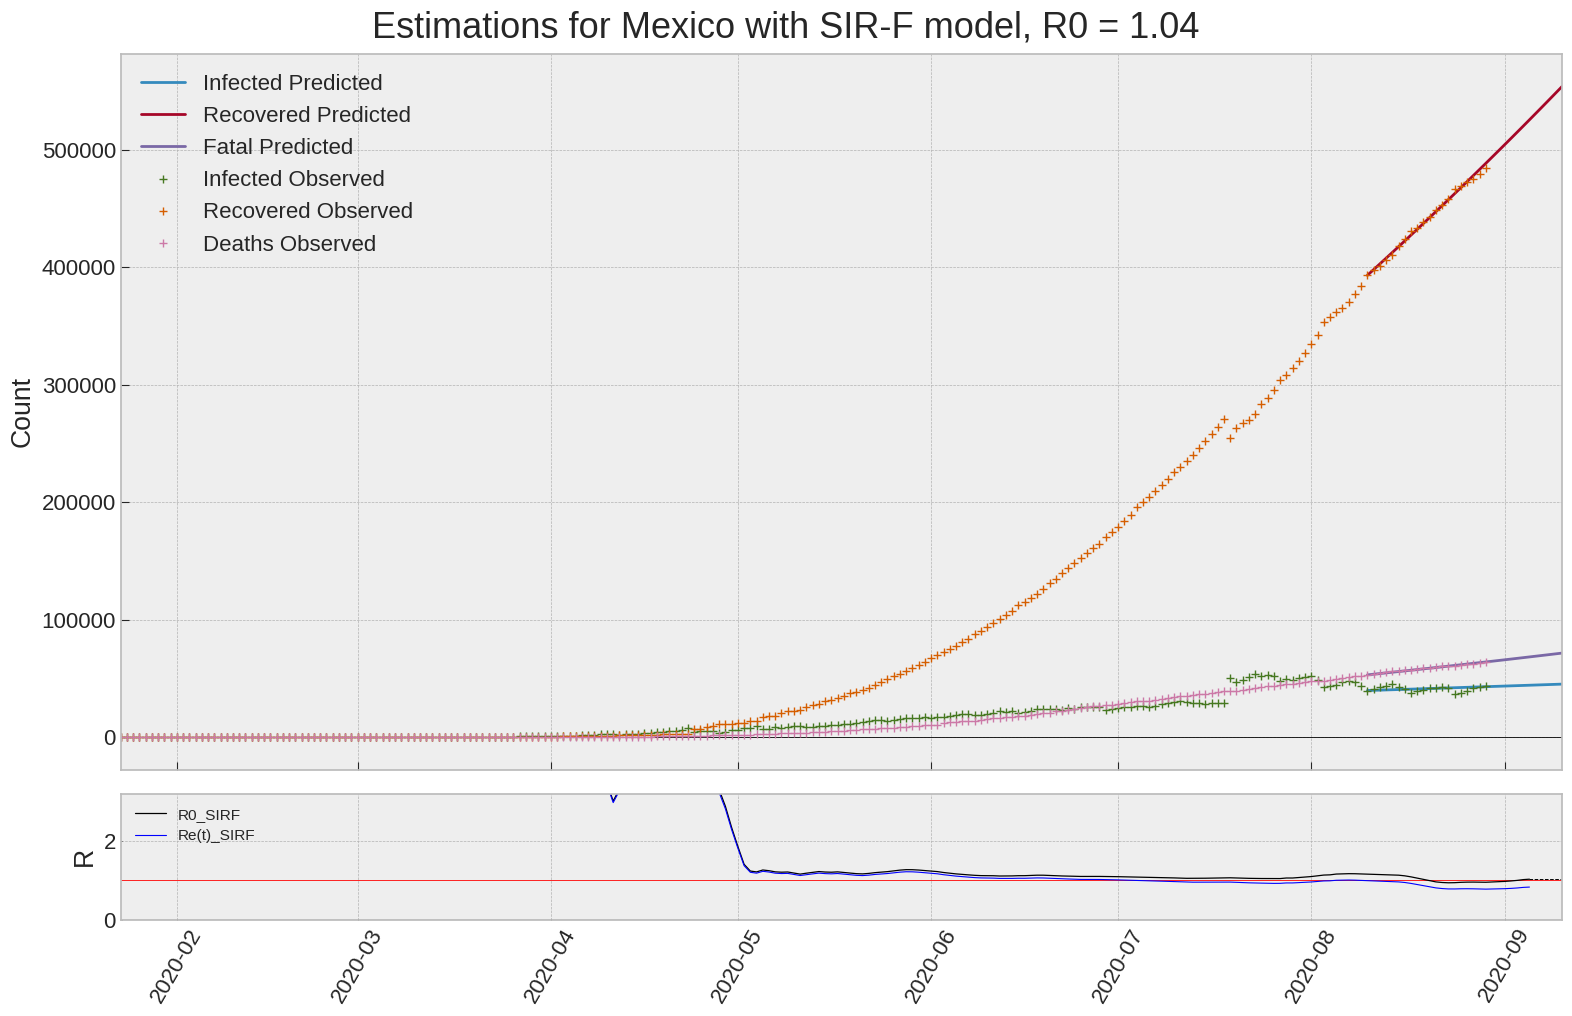 Estimations for Mexico with SIR-F model, R0 = 1.04
Infected Predicted
Recovered Predicted
Fatal Predicted
Infected Observed
Recovered Observed
Deaths Observed
Count
500000
400000
300000
200000
100000
0
R0_SIRF
Re(t)_SIRF
R
2
0
2020-02
2020-03
2020-04
2020-05
2020-06
2020-07
2020-08
2020-09